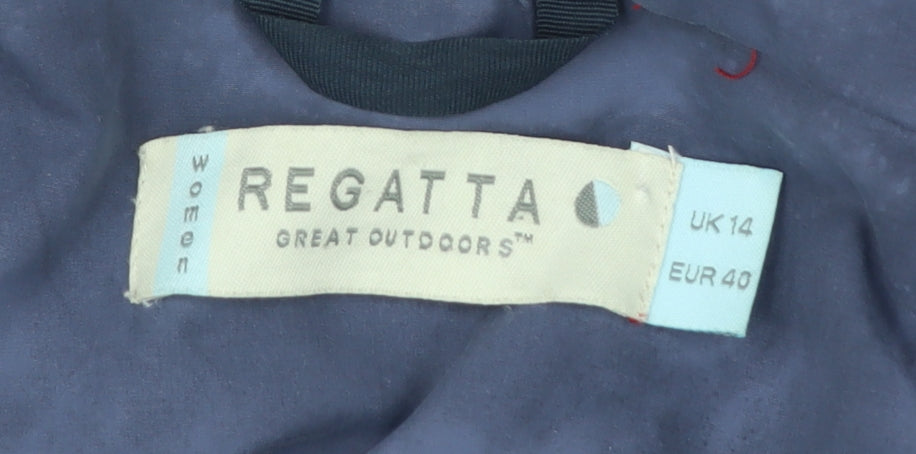 women
REGATTA
GREAT OUTDOORS™
UK 14
EUR 40